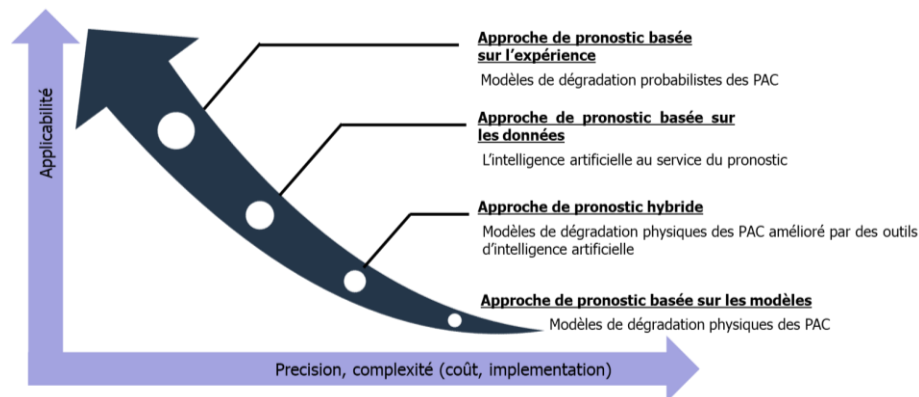 Applicabilité
Approche de pronostic basée
sur l'expérience
Modèles de dégradation probabilistes des PAC
Approche de pronostic basée sur
les données
L'intelligence artificielle au service du pronostic
Approche de pronostic hybride
Modèles de dégradation physiques des PAC amélioré par des outils
d'intelligence artificielle
Approche de pronostic basée sur les modèles
Modèles de dégradation physiques des PAC
Precision, complexité (coût, implementation)